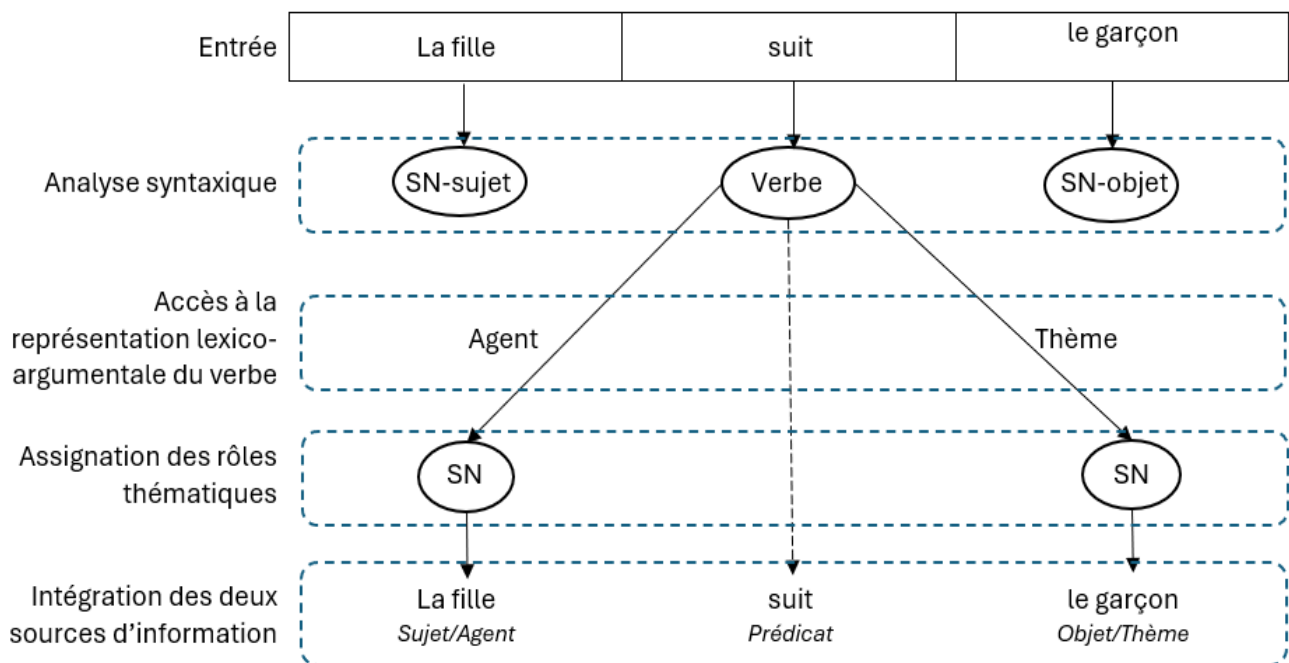 Entrée
La fille
suit
le garçon
Analyse syntaxique
SN-sujet
Verbe
SN-objet
Accès à la
représentation lexico-
argumentale du verbe
Agent
Thème
Assignation des rôles
thématiques
SN
SN
Intégration des deux
sources d’information
La fille
suit
le garçon
Sujet/Agent
Prédicat
Objet/Thème